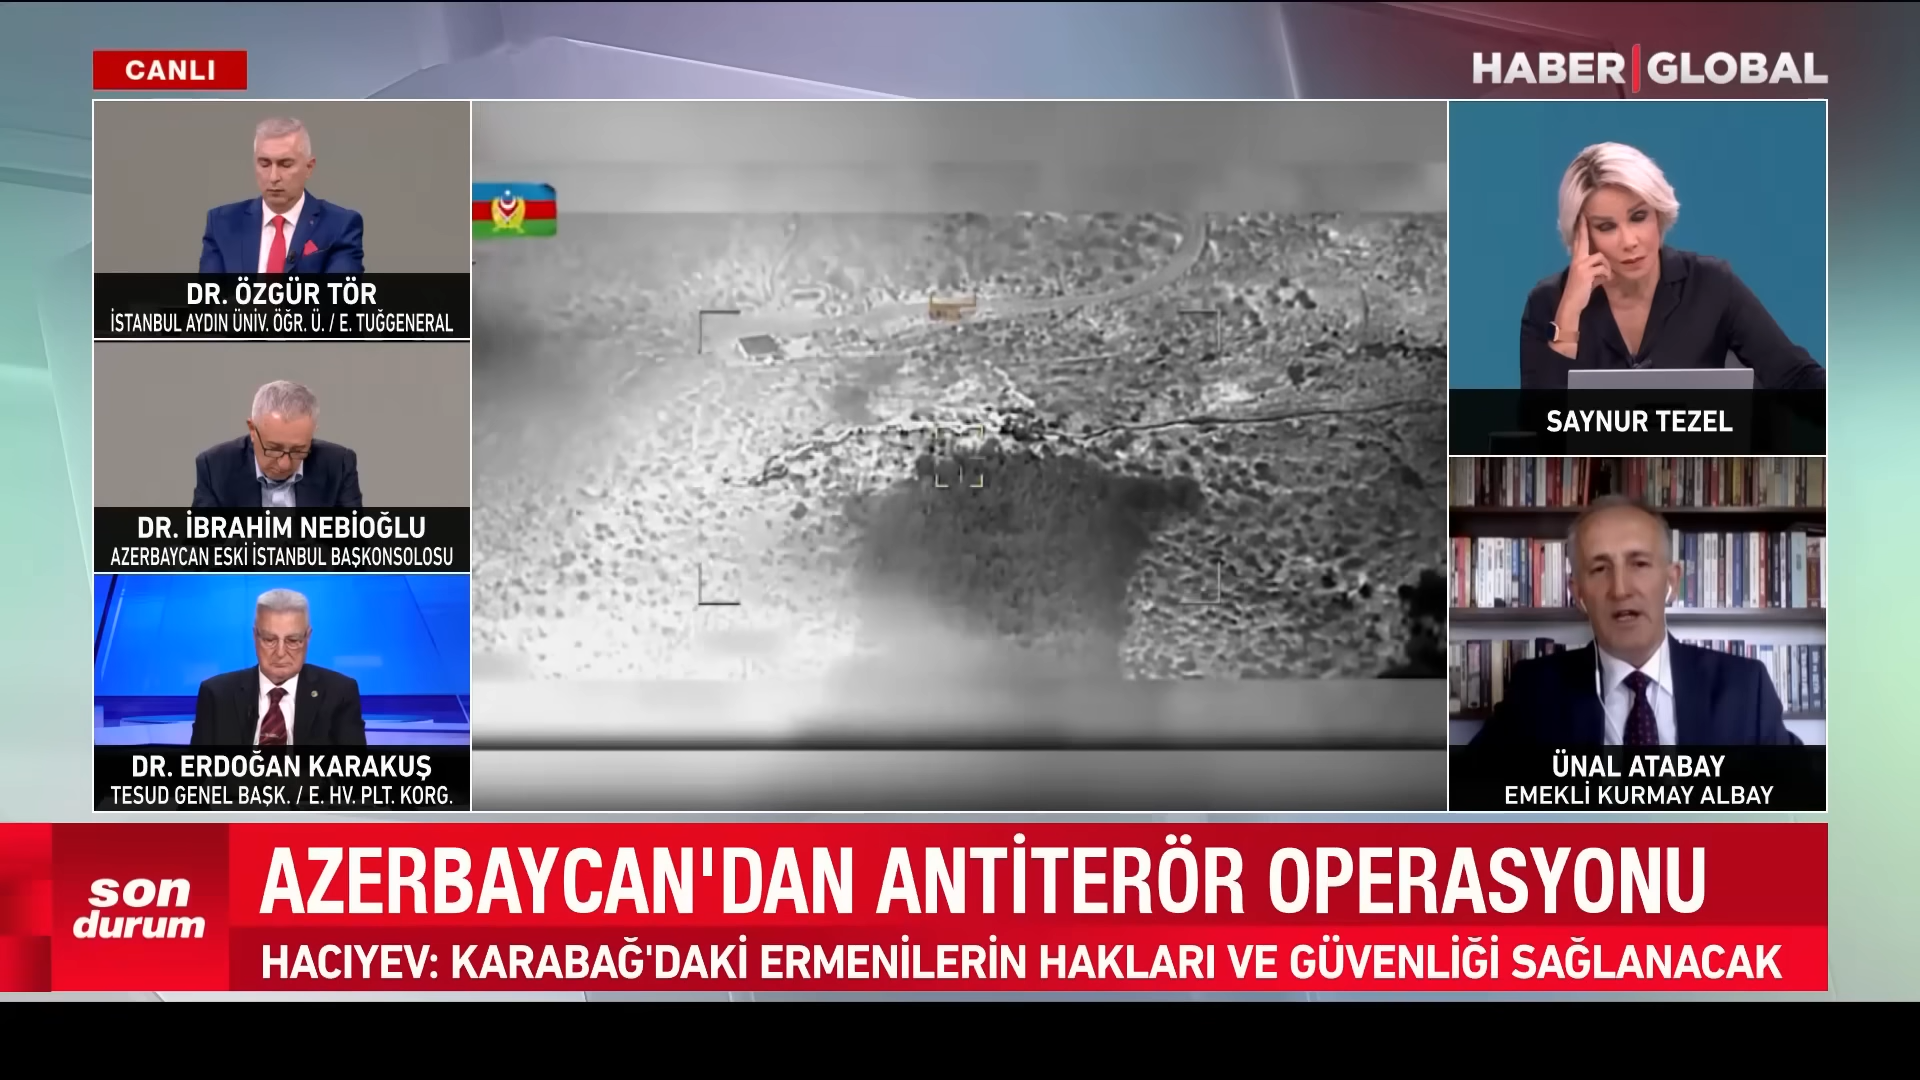 CANLI
HABER GLOBAL
DR. ÖZGÜR TÖR
İSTANBUL AYDIN ÜNİV. ÖĞR. Ü. / E. TUĞGENERAL
DR. İBRAHİM NEBİOĞLU
AZERBAYCAN ESKİ İSTANBUL BAŞKONSOLOSU
DR. ERDOĞAN KARAKUŞ
TESUD GENEL BAŞK. / E. HV. PLT. KORG.
SAYNUR TEZEL
ÜNAL ATABAY
EMEKLİ KURMAY ALBAY
son
durum
AZERBAYCAN'DAN ANTİTERÖR OPERASYONU
HACIYEV: KARABAĞ'DAKİ ERMENİLERİN HAKLARI VE GÜVENLİĞİ SAĞLANACAK